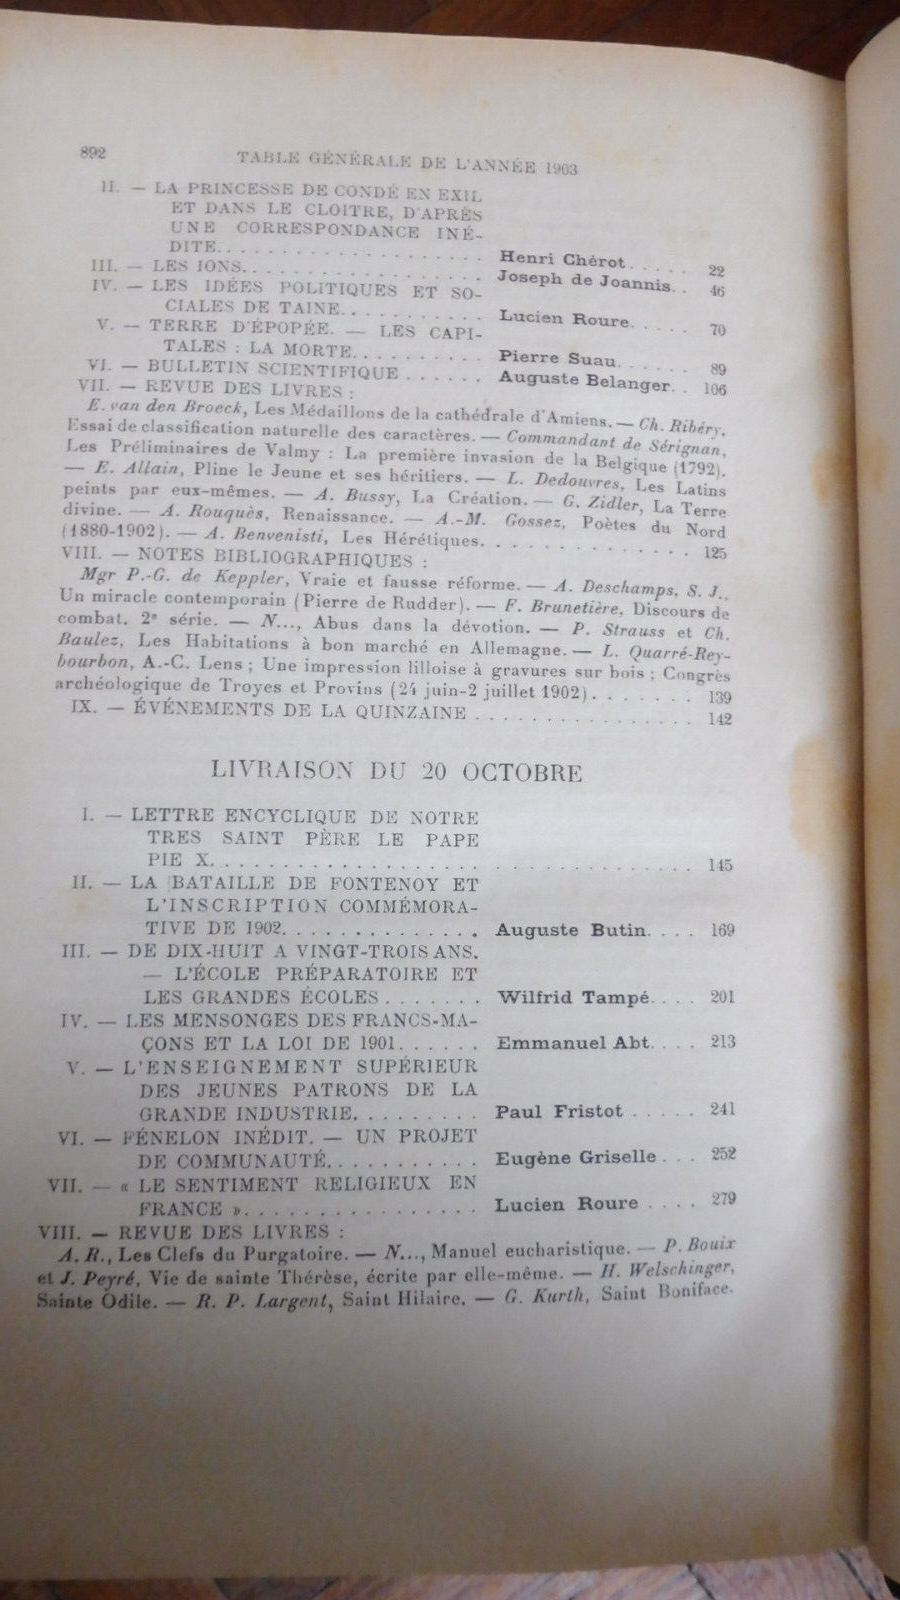 892
TABLE GÉNÉRALE DE L'ANNÉE 1903
II. — LA PRINCESSE DE CONDÉ EN EXIL
ET DANS LE CLOITRE, D'APRÈS
UNE CORRESPONDANCE INÉ-
DITE. . . . . . . . . . . . . . . . . . . Henri Chérot. . . . . . 22
III. — LES IONS. . . . . . . . . . . . . . . . Joseph de Joannis. . 46
IV. — LES IDÉES POLITIQUES ET SO-
CIALES DE TAINE. . . . . . . . . . Lucien Roure. . . . . . 70
V. — TERRE D'ÉPOPÉE. — LES CAPI-
TALES : LA MORTE. . . . . . . . . Pierre Suau. . . . . . . 89
VI. — BULLETIN SCIENTIFIQUE . . . . . . Auguste Belanger. . 106
VII. — REVUE DES LIVRES :
E. van den Broeck, Les Médaillons de la cathédrale d'Amiens. — Ch. Ribéry,
Essai de classification naturelle des caractères. — Commandant de Sérignan,
Les Préliminaires de Valmy : La première invasion de la Belgique (1792).
— E. Allain, Pline le Jeune et ses héritiers. — L. Dedouvres, Les Latins
peints par eux-mêmes. — A. Bussy, La Création. — G. Zidler, La Terre
divine. — A. Rouquès, Renaissance. — A.-M. Gossez, Poètes du Nord
(1880-1902). — A. Benvenisti, Les Hérétiques. . . . . . . . . . . . . . 125
VIII. — NOTES BIBLIOGRAPHIQUES :
Mgr P.-G. de Keppler, Vraie et fausse réforme. — A. Deschamps, S. J.,
Un miracle contemporain (Pierre de Rudder). — F. Brunetière, Discours de
combat, 2e série. — N..., Abus dans la dévotion. — P. Strauss et Ch.
Baulez, Les Habitations à bon marché en Allemagne. — L. Quarré-Rey-
bourbon, A.-C. Lens ; Une impression lilloise à gravures sur bois ; Congrès
archéologique de Troyes et Provins (24 juin-2 juillet 1902). . . . . . . 139
IX. — ÉVÉNEMENTS DE LA QUINZAINE . . . . . . . . . . . . . . . . 142
LIVRAISON DU 20 OCTOBRE
I. — LETTRE ENCYCLIQUE DE NOTRE
TRES SAINT PÈRE LE PAPE
PIE X. . . . . . . . . . . . . . . . . . . . . . . . . . . . . . . . 145
II. — LA BATAILLE DE FONTENOY ET
L'INSCRIPTION COMMÉMORA-
TIVE DE 1902. . . . . . . . . . . . . . Auguste Butin. . . . 169
III. — DE DIX-HUIT A VINGT-TROIS ANS.
— L'ÉCOLE PRÉPARATOIRE ET
LES GRANDES ÉCOLES . . . . . . . Wilfrid Tampé. . . . 201
IV. — LES MENSONGES DES FRANCS-MA-
ÇONS ET LA LOI DE 1901. . . . . . Emmanuel Abt. . . . 213
V. — L'ENSEIGNEMENT SUPÉRIEUR
DES JEUNES PATRONS DE LA
GRANDE INDUSTRIE. . . . . . . . . Paul Fristot . . . . . 241
VI. — FÉNELON INÉDIT. — UN PROJET
DE COMMUNAUTÉ. . . . . . . . . . . Eugène Griselle . . . 252
VII. — « LE SENTIMENT RELIGIEUX EN
FRANCE ». . . . . . . . . . . . . . . . . Lucien Roure . . . . 279
VIII. — REVUE DES LIVRES :
A. R., Les Clefs du Purgatoire. — N..., Manuel eucharistique. — P. Bouix
et J. Peyré, Vie de sainte Thérèse, écrite par elle-même. — H. Welschinger,
Sainte Odile. — R. P. Largent, Saint Hilaire. — G. Kurth, Saint Boniface.